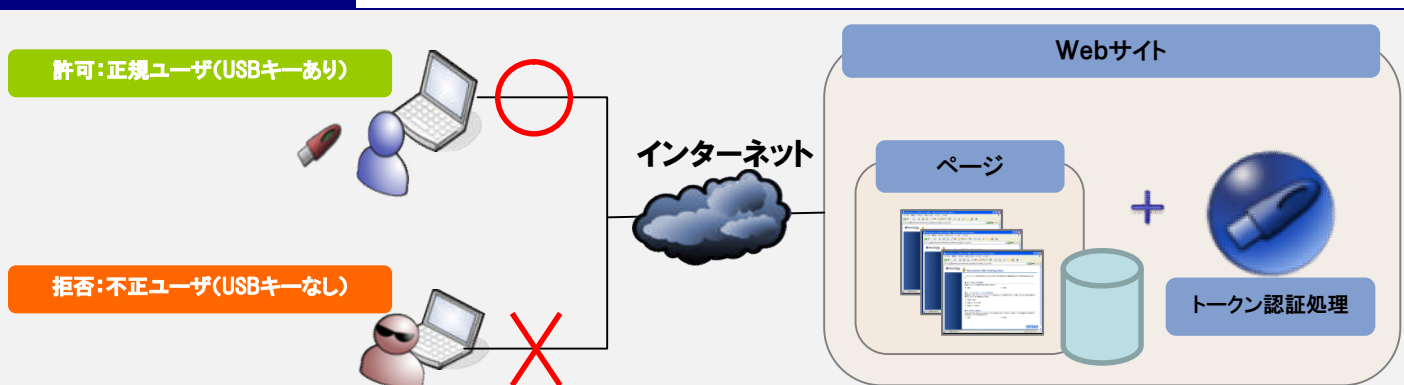 許可：正規ユーザ（USBキーあり）
Webサイト
インターネット
ページ
拒否：不正ユーザ（USBキーなし）
トークン認証処理